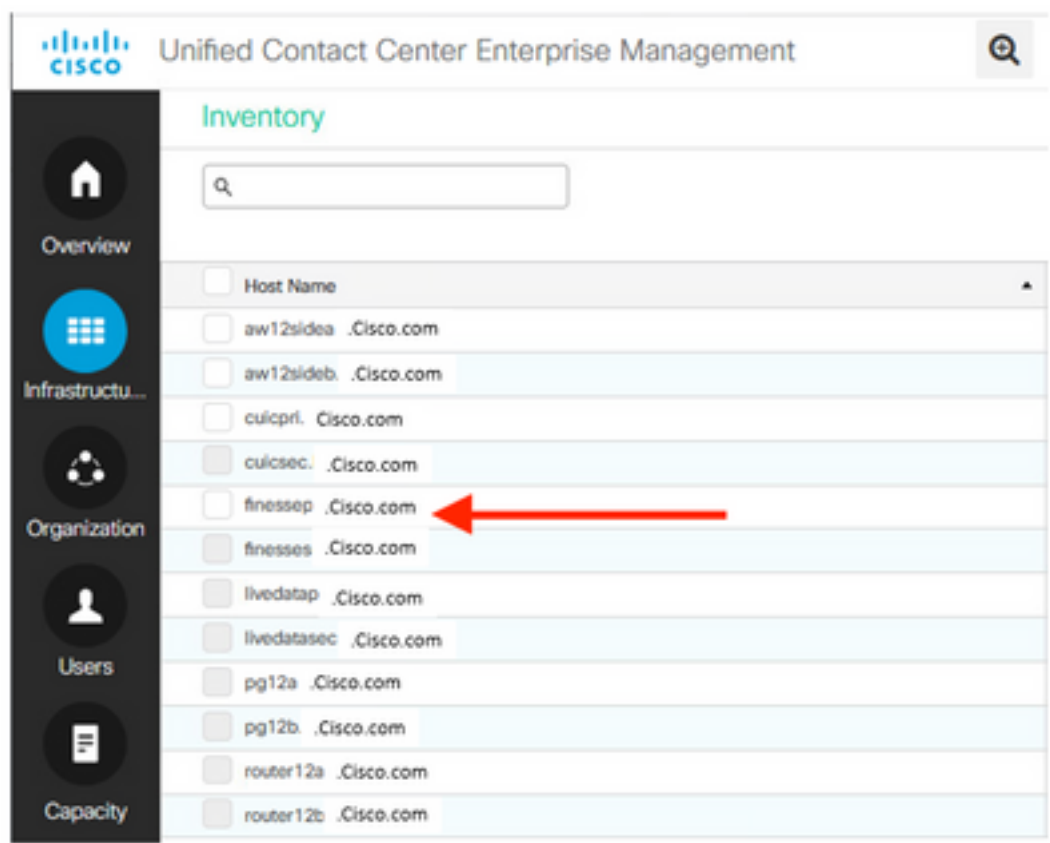 CISCO
Unified Contact Center Enterprise Management
Inventory
Overview
Infrastructu...
Organization
Users
Capacity
Host Name
aw12sidea .Cisco.com
aw12sideb. .Cisco.com
cuicpri. Cisco.com
cuicsec. .Cisco.com
finessep .Cisco.com
finesses .Cisco.com
livedatap .Cisco.com
livedatasec .Cisco.com
pg12a .Cisco.com
pg12b. .Cisco.com
router12a .Cisco.com
router12b .Cisco.com